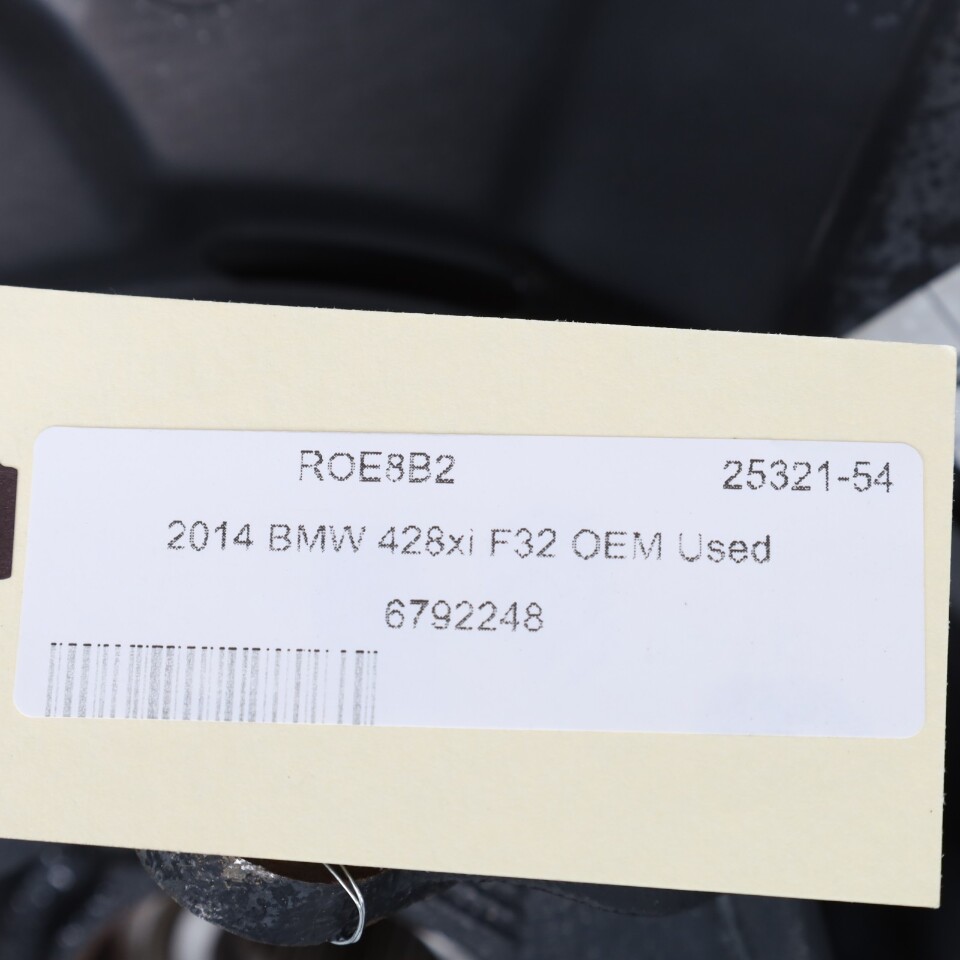 ROE8B2 25321-54
2014 BMW 428xi F32 OEM Used
6792248